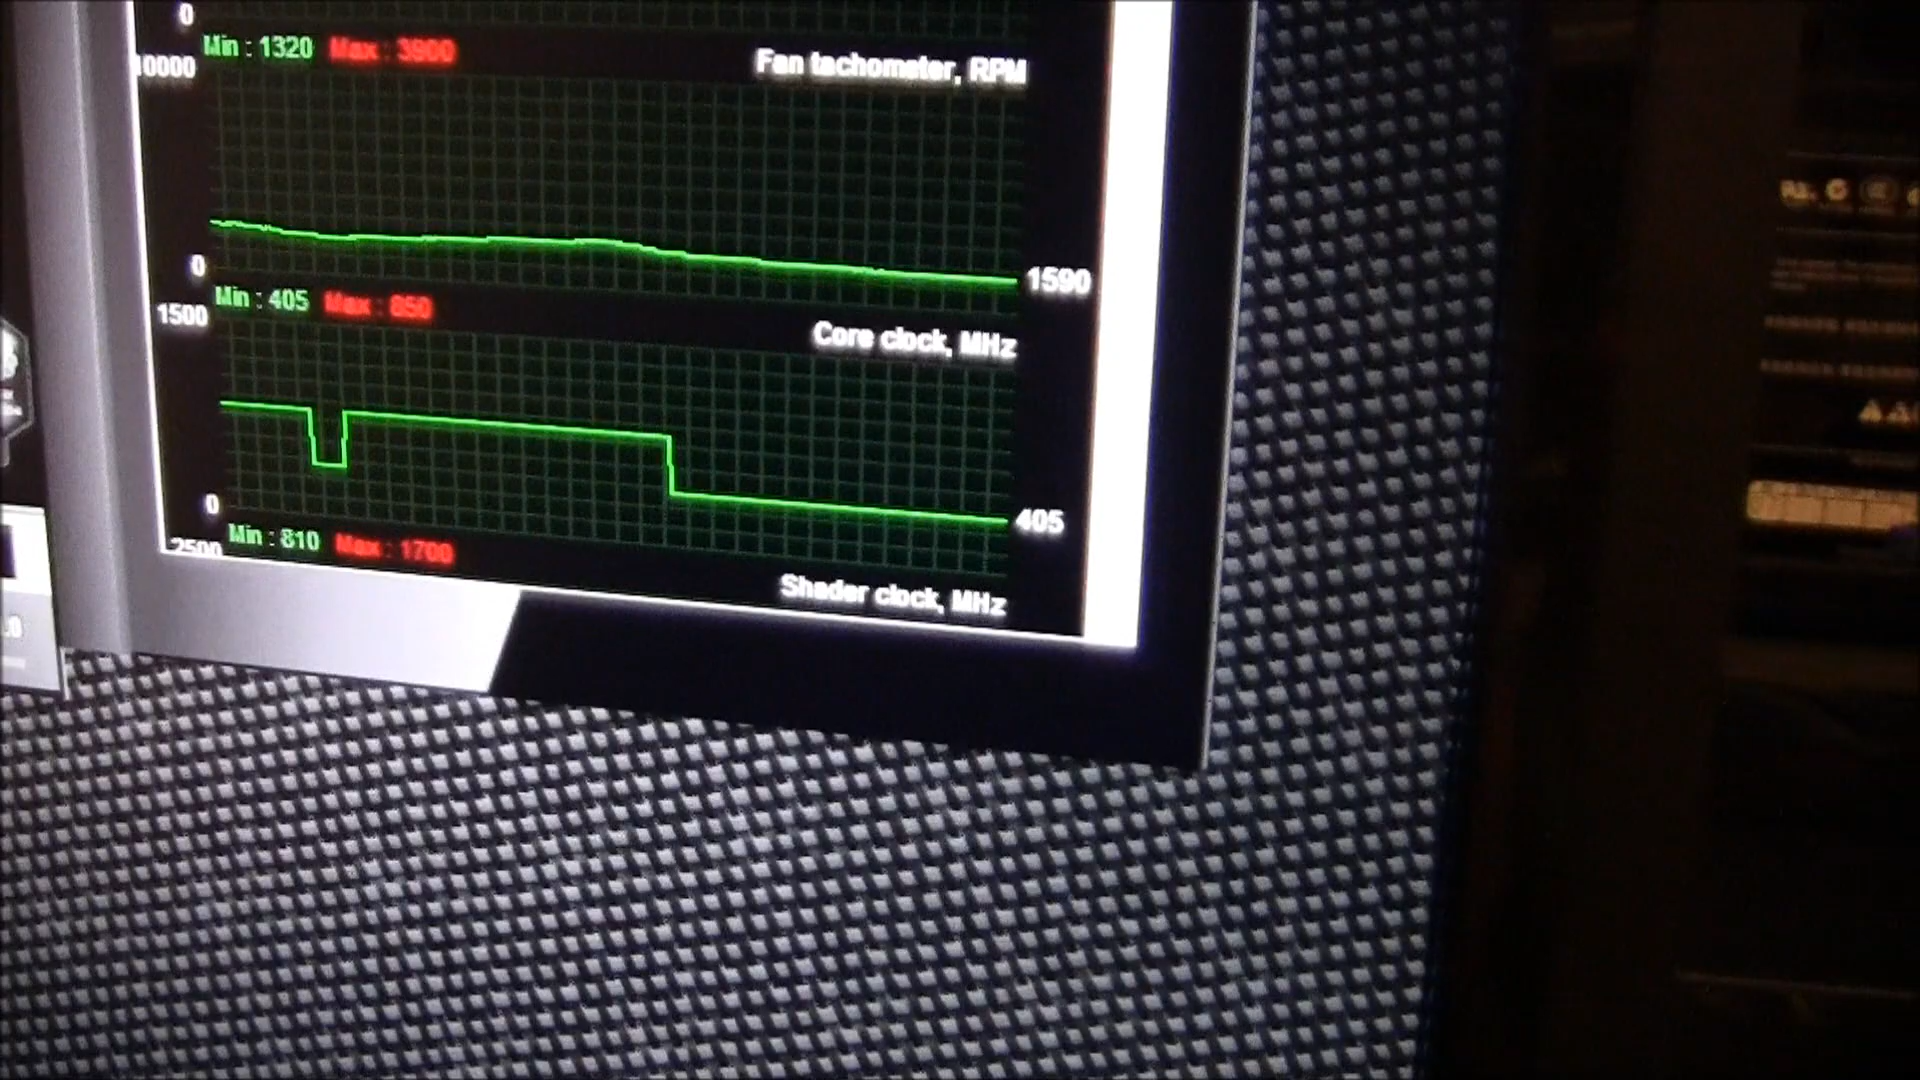 0
Min : 1320 Max : 3900
10000
Fan tachometer, RPM
0
1590
Min : 405 Max : 850
1500
Core clock, MHz
0
405
Min : 810 Max : 1700
2500
Shader clock, MHz
.0